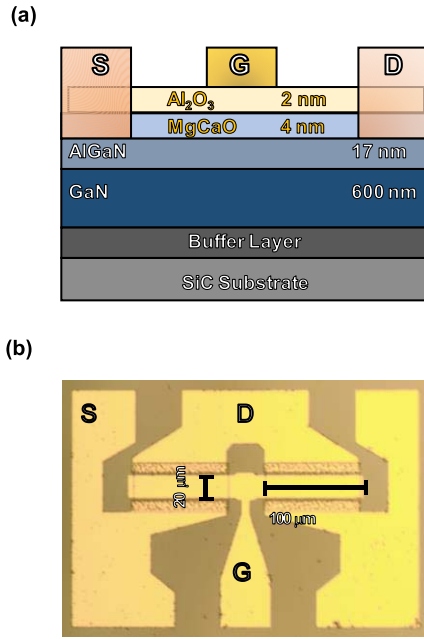 (a)
S G D
Al₂O₃ 2 nm
MgCaO 4 nm
AlGaN 17 nm
GaN 600 nm
Buffer Layer
SiC Substrate
(b)
S D
20 μm
100 μm
G